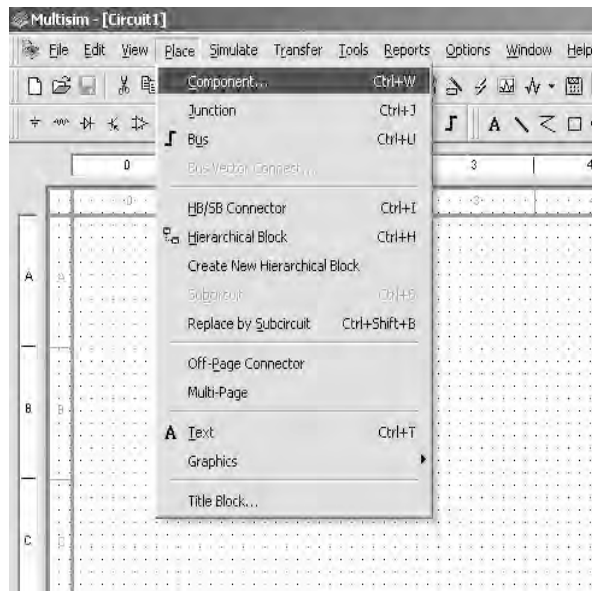 Multisim - [Circuit1]
File Edit View Place Simulate Transfer Tools Reports Options Window Help
Component... Ctrl+W
Junction Ctrl+J
Bus Ctrl+U
Bus Vector Connect...
HB/SB Connector Ctrl+I
Hierarchical Block Ctrl+H
Create New Hierarchical Block
Subcircuit
Replace by Subcircuit Ctrl+Shift+B
Off-Page Connector
Multi-Page
A Text Ctrl+T
Graphics
Title Block...
A
0 3 4
0 3
A A
B B
C